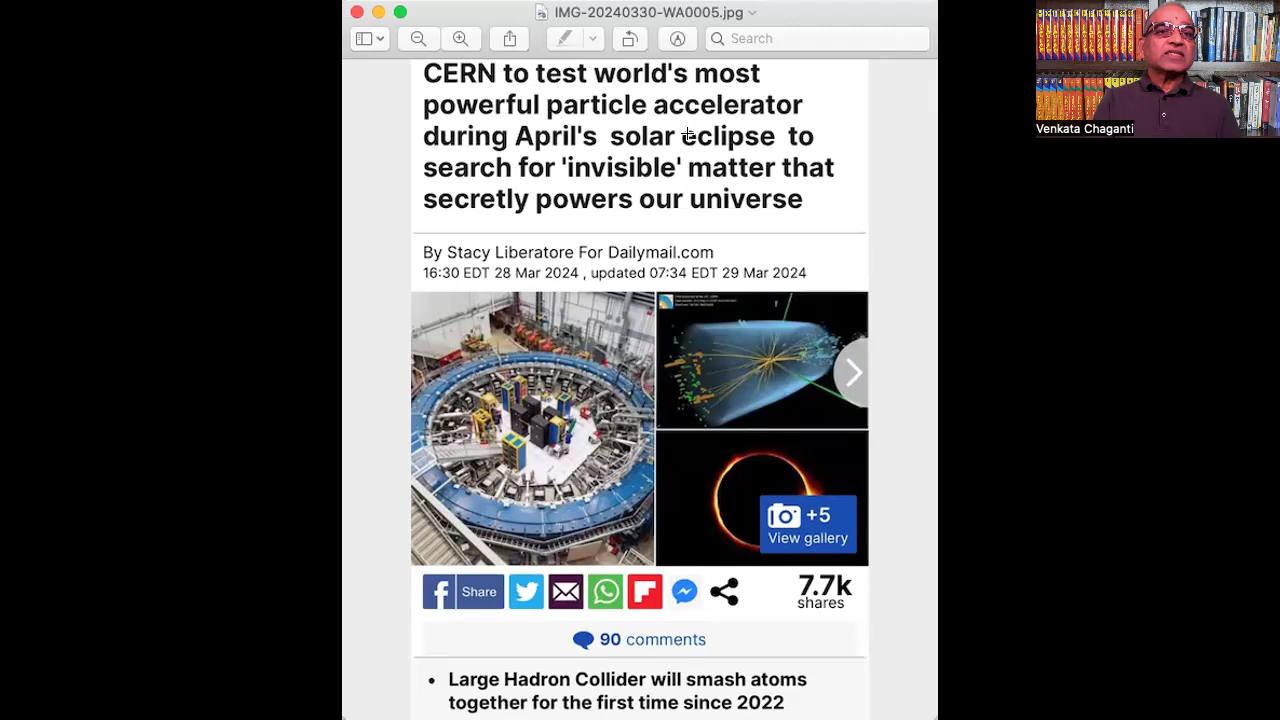 IMG-20240330-WA0005.jpg
Search
CERN to test world's most
powerful particle accelerator
during April's solar eclipse to
search for 'invisible' matter that
secretly powers our universe
By Stacy Liberatore For Dailymail.com
16:30 EDT 28 Mar 2024 , updated 07:34 EDT 29 Mar 2024
+5
View gallery
f Share
7.7k
shares
90 comments
• Large Hadron Collider will smash atoms
together for the first time since 2022
Venkata Chaganti